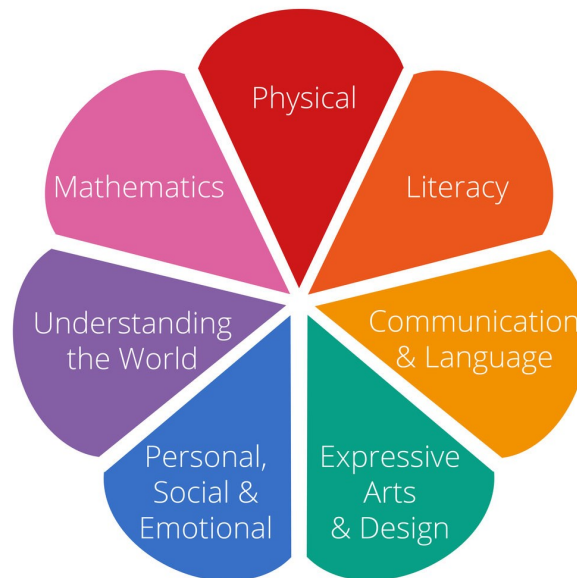 Physical
Literacy
Communication
& Language
Expressive
Arts
& Design
Personal,
Social &
Emotional
Understanding
the World
Mathematics